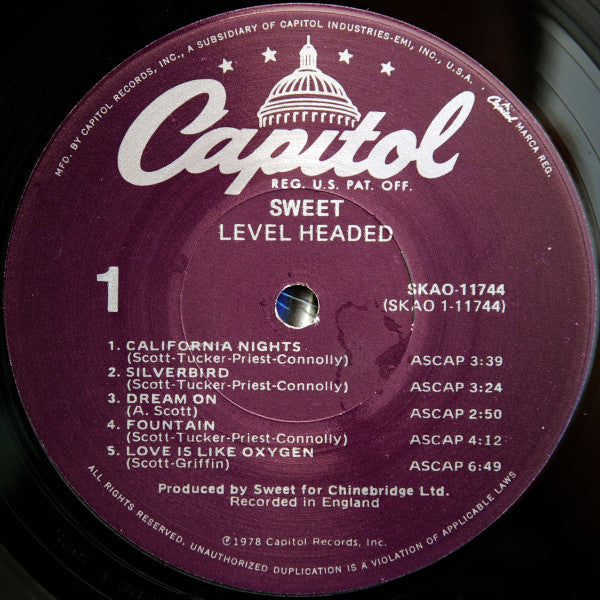 MFD. BY CAPITOL RECORDS, INC., A SUBSIDIARY OF CAPITOL INDUSTRIES-EMI, INC., U.S.A.
Capitol MARCA REG.
Capitol
REG. U.S. PAT. OFF.
SWEET
LEVEL HEADED
1
SKAO-11744
(SKAO 1-11744)
1. CALIFORNIA NIGHTS
(Scott-Tucker-Priest-Connolly) ASCAP 3:39
2. SILVERBIRD
(Scott-Tucker-Priest-Connolly) ASCAP 3:24
3. DREAM ON
(A. Scott) ASCAP 2:50
4. FOUNTAIN
(Scott-Tucker-Priest-Connolly) ASCAP 4:12
5. LOVE IS LIKE OXYGEN
(Scott-Griffin) ASCAP 6:49
Produced by Sweet for Chinebridge Ltd.
Recorded in England
℗1978 Capitol Records, Inc.
ALL RIGHTS RESERVED. UNAUTHORIZED DUPLICATION IS A VIOLATION OF APPLICABLE LAWS